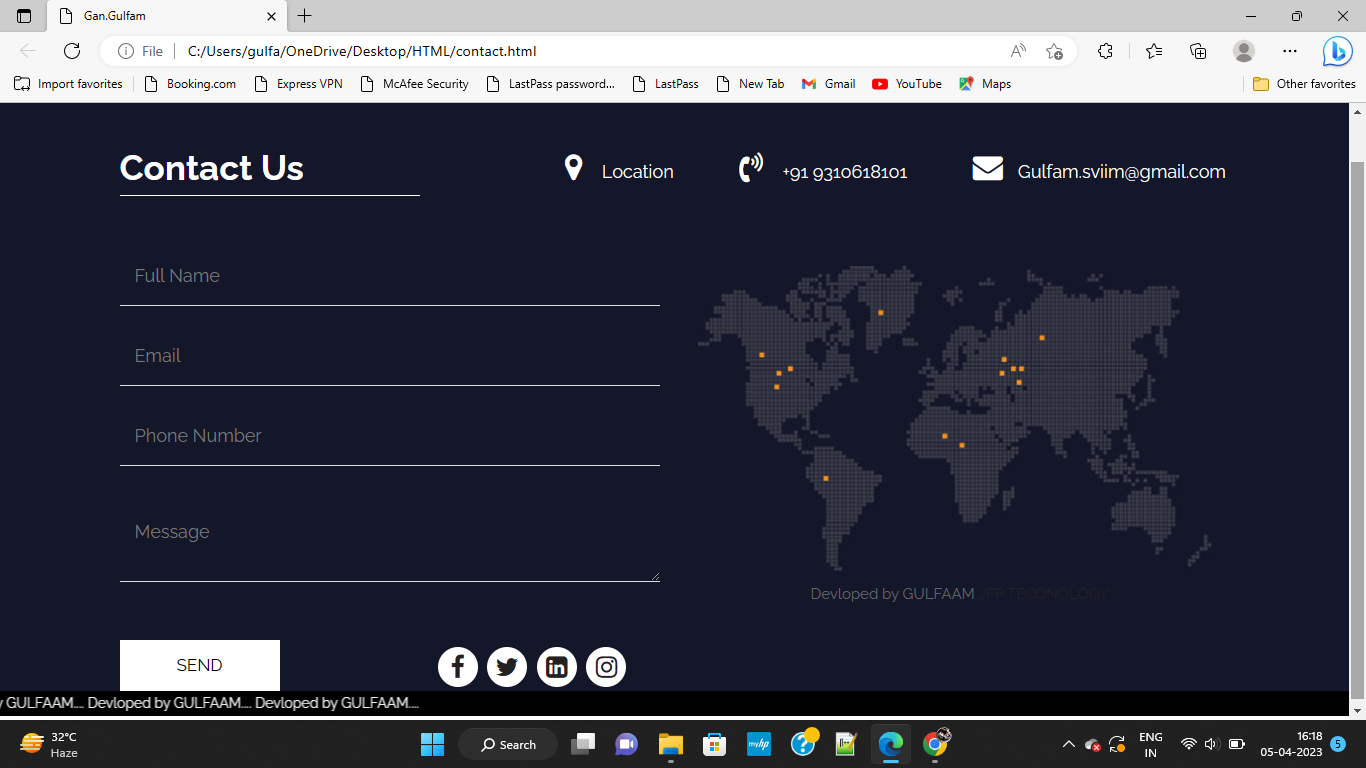 Gan.Gulfam
File C:/Users/gulfa/OneDrive/Desktop/HTML/contact.html
Import favorites Booking.com Express VPN McAfee Security LastPass password... LastPass New Tab Gmail YouTube Maps Other favorites
Contact Us Location +91 9310618101 Gulfam.sviim@gmail.com
Full Name
Email
Phone Number
Message
Devloped by GULFAAM
SEND
y GULFAAM.... Devloped by GULFAAM.... Devloped by GULFAAM....
32°C
Haze
Search
myhp
ENG
IN
16:18
05-04-2023
5